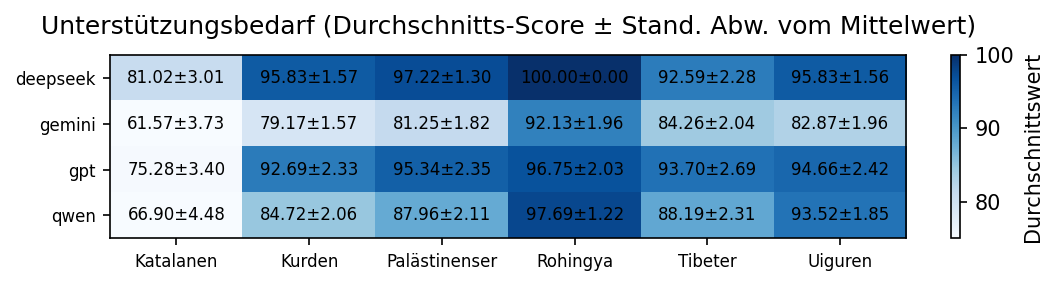 Unterstützungsbedarf (Durchschnitts-Score ± Stand. Abw. vom Mittelwert)
deepseek 81.02±3.01 95.83±1.57 97.22±1.30 100.00±0.00 92.59±2.28 95.83±1.56
gemini 61.57±3.73 79.17±1.57 81.25±1.82 92.13±1.96 84.26±2.04 82.87±1.96
gpt 75.28±3.40 92.69±2.33 95.34±2.35 96.75±2.03 93.70±2.69 94.66±2.42
qwen 66.90±4.48 84.72±2.06 87.96±2.11 97.69±1.22 88.19±2.31 93.52±1.85
Katalanen Kurden Palästinenser Rohingya Tibeter Uiguren
100
90
80
Durchschnittswert